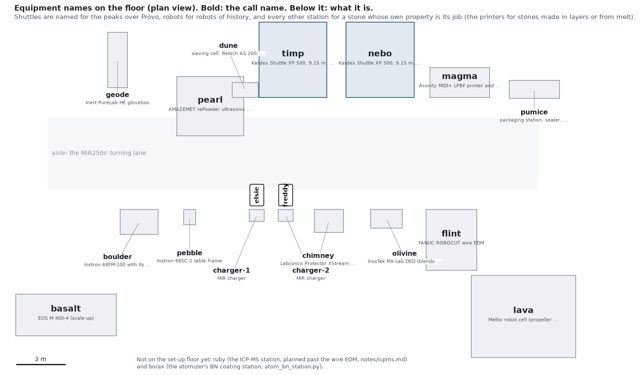 Equipment names on the floor (plan view). Bold: the call name. Below it: what it is.
Shuttles are named for the peaks over Provo, robots for robots of history, and every other station for a stone whose own property is its job (the printers for stones made in layers or from melt).
timp
Kardex Shuttle XP 500, 9.15 m, ...
nebo
Kardex Shuttle XP 500, 9.15 m, ...
dune
sieving cell: Retsch AS 200,
magma
Aconity MIDI+ LPBF printer and ...
geode
Inert PureLab HE glovebox
pearl
AMAZEMET rePowder ultrasonic ...
pumice
packaging station: sealer, ...
aisle: the MiR250s' turning lane
elsie
freddy
boulder
Instron 68FM-100 with its ...
pebble
Instron 68SC-2 table frame
charger-1
MiR charger
chimney
Labconco Protector XStream ...
charger-2
MiR charger
olivine
InssTek MX-Lab DED (blends ...
flint
FANUC ROBOCUT wire EDM
basalt
EOS M 400-4 (scale-up)
lava
Meltio robot cell (propeller ...
2 m
Not on the set-up floor yet: ruby (the ICP-MS station, planned past the wire EDM, notes/icpms.md)
and borax (the atomizer's BN coating station, atom_bn_station.py).